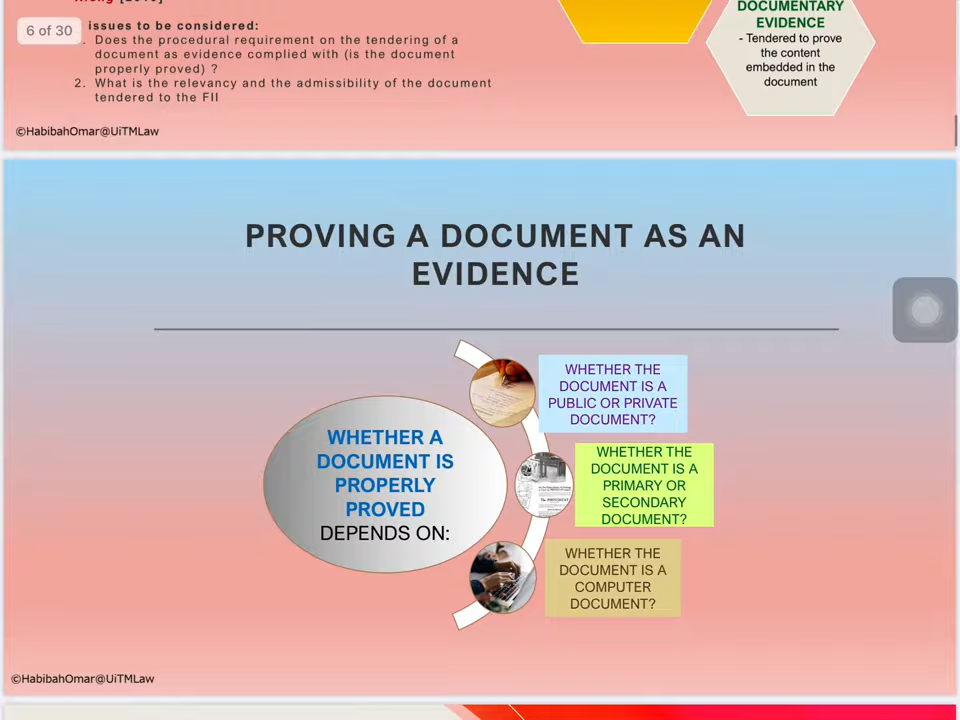 6 of 30
issues to be considered:
Does the procedural requirement on the tendering of a
document as evidence complied with (is the document
properly proved) ?
2. What is the relevancy and the admissibility of the document
tendered to the FII
DOCUMENTARY
EVIDENCE
- Tendered to prove
the content
embedded in the
document
©HabibahOmar@UiTMLaw
PROVING A DOCUMENT AS AN
EVIDENCE
WHETHER A
DOCUMENT IS
PROPERLY
PROVED
DEPENDS ON:
WHETHER THE
DOCUMENT IS A
PUBLIC OR PRIVATE
DOCUMENT?
WHETHER THE
DOCUMENT IS A
PRIMARY OR
SECONDARY
DOCUMENT?
WHETHER THE
DOCUMENT IS A
COMPUTER
DOCUMENT?
©HabibahOmar@UiTMLaw